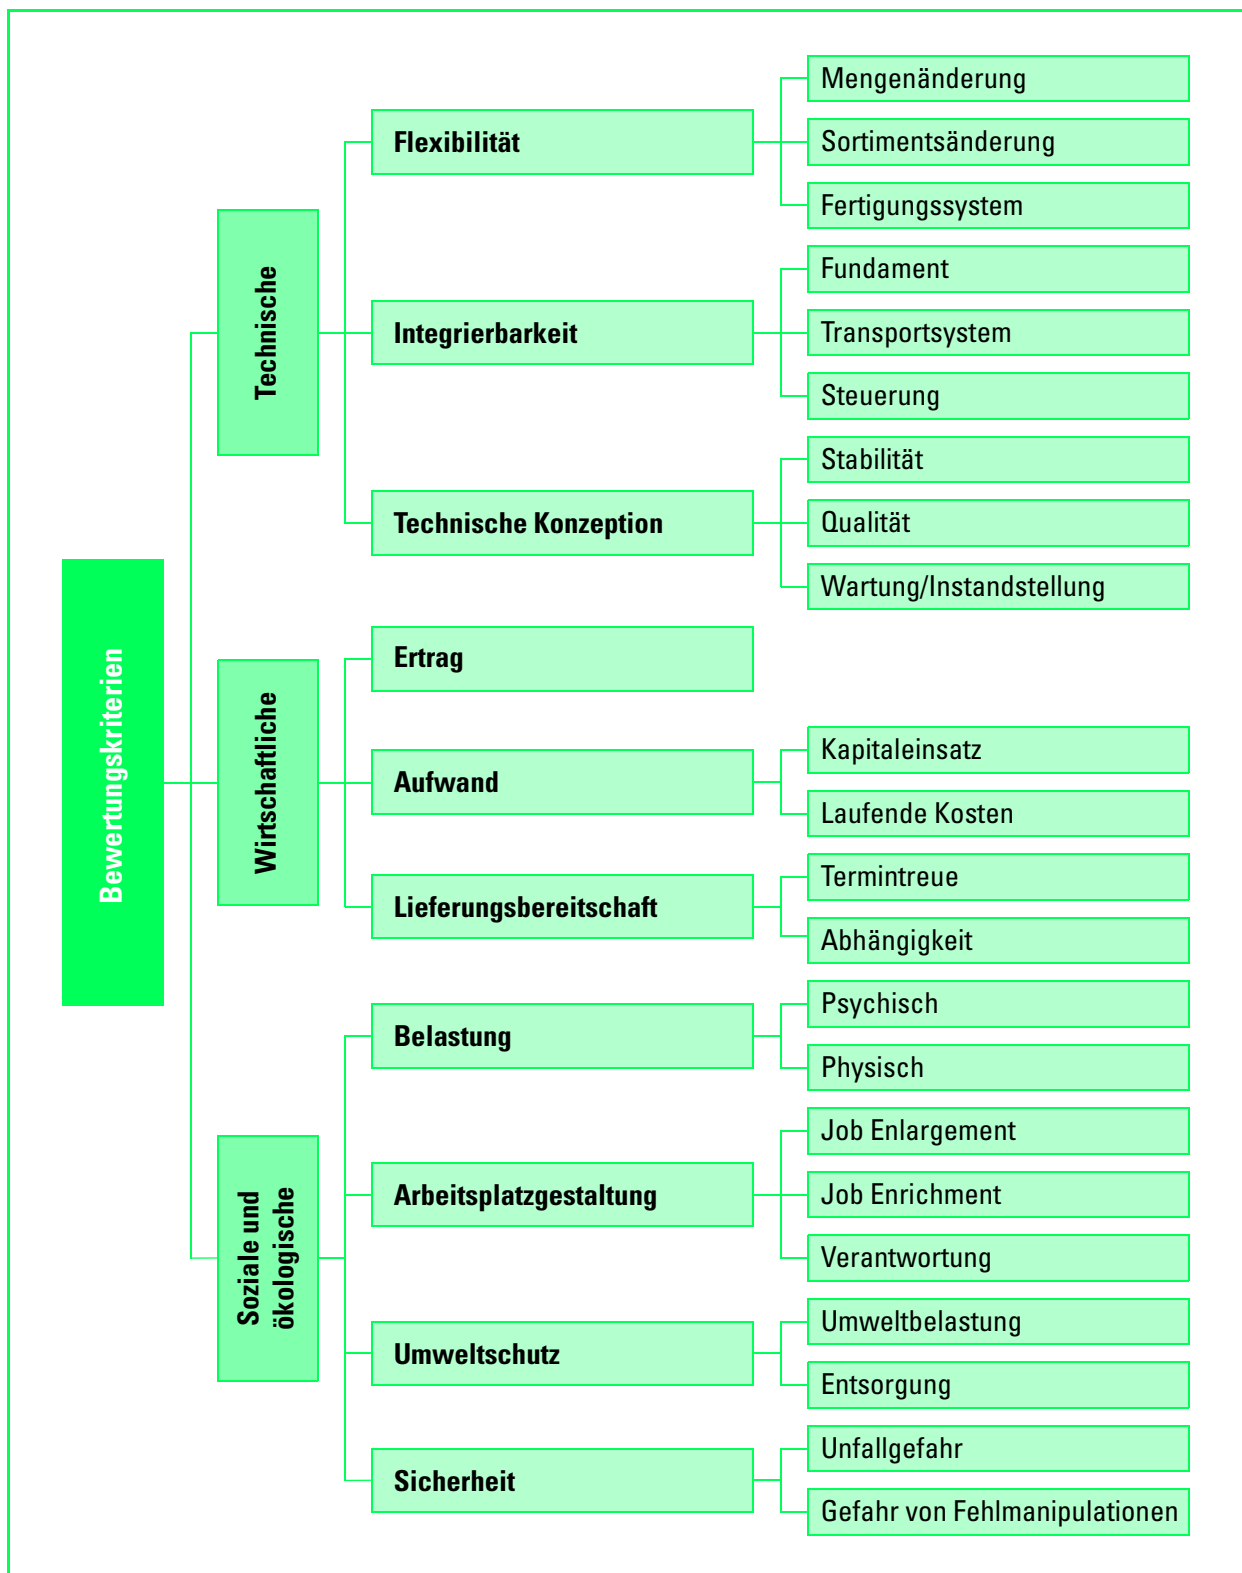 Bewertungskriterien
Technische
Flexibilität
Mengenänderung
Sortimentsänderung
Fertigungssystem
Integrierbarkeit
Fundament
Transportsystem
Steuerung
Technische Konzeption
Stabilität
Qualität
Wartung/Instandstellung
Wirtschaftliche
Ertrag
Aufwand
Kapitaleinsatz
Laufende Kosten
Lieferungsbereitschaft
Termintreue
Abhängigkeit
Soziale und
ökologische
Belastung
Psychisch
Physisch
Arbeitsplatzgestaltung
Job Enlargement
Job Enrichment
Verantwortung
Umweltschutz
Umweltbelastung
Entsorgung
Sicherheit
Unfallgefahr
Gefahr von Fehlmanipulationen